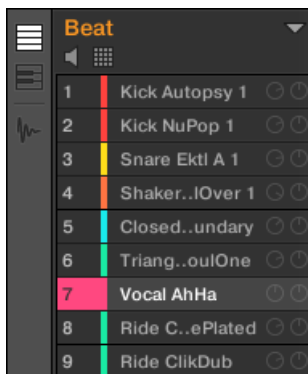 Beat
1 Kick Autopsy 1
2 Kick NuPop 1
3 Snare Ektl A 1
4 Shaker..lOver 1
5 Closed..undary
6 Triang..oulOne
7 Vocal AhHa
8 Ride C..ePlated
9 Ride ClikDub